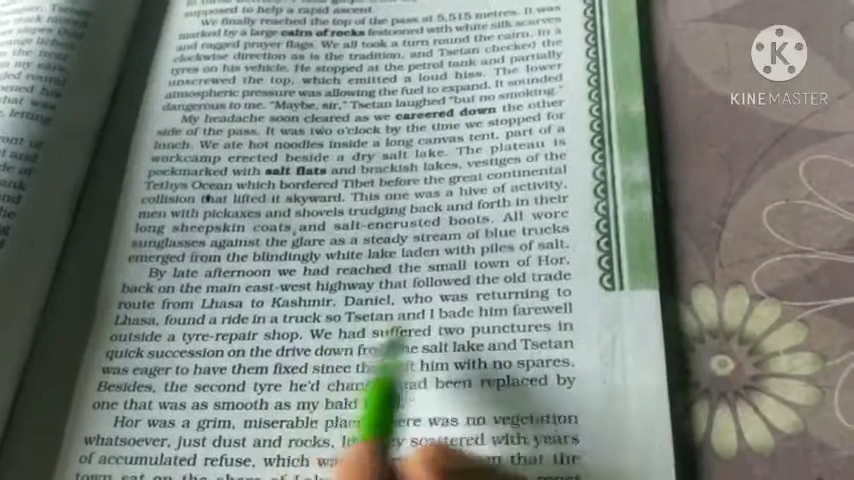 supposed to help a rapid ascent.
We finally reached the top of the pass at 5,515 metres. It was
marked by a large cairn of rocks festooned with white silk scarves
and ragged prayer flags. We all took a turn round the cairn, in a
clockwise direction as is the tradition, and Tsetan checked the
tyres on his vehicle. He stopped at the petrol tank and partially
unscrewed the top, which emitted a loud hiss. The lower
atmospheric pressure was allowing the fuel to expand. It sounded
dangerous to me. "Maybe, sir," Tsetan laughed "but no smoking."
My headache soon cleared as we careered down the other
side of the pass. It was two o'clock by the time we stopped for
lunch. We ate hot noodles inside a long canvas tent, part of a
workcamp erected beside a dry salt lake. The plateau is
pockmarked with salt flats and brackish lakes, vestiges of the
Tethys Ocean which bordered Tibet before the great continental
collision that lifted it skyward. This one was a hive of activity,
men with pickaxes and shovels trudging back and forth in their
long sheepskin coats and salt-encrusted boots. All wore
sunglasses against the glare as a steady stream of blue trucks
emerged from the blindingly white lake laden with piles of salt.
By late afternoon we had reached the small town of Hor,
back on the main east-west highway that followed the old trade
route from Lhasa to Kashmir. Daniel, who was returning to
Lhasa, found a ride in a truck so Tsetan and I bade him farewell
outside a tyre-repair shop. We had suffered two punctures in
quick succession on the drive down from the salt lake and Tsetan
was eager to have them fixed since him with no spares.
Besides, the second tyre he'd had been replaced by
one that was as smooth as my bald
Hor was a grim, miserable There was no vegetation
whatsoever, just dust and rocks, scattered with years
of accumulated refuse, which that the
town sat on the shore of
KINEMASTER